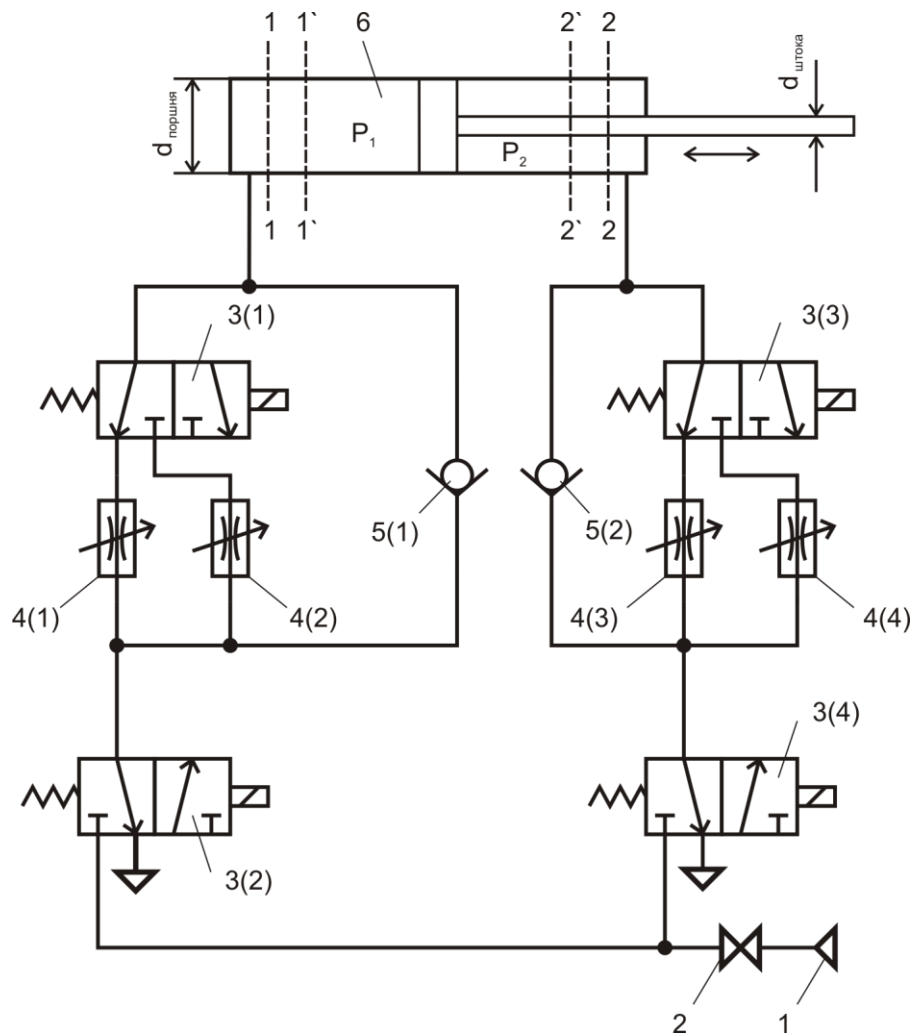 1 1` 6 2` 2
d штока
d поршня
P1
P2
1 1` 2` 2
3(1) 3(3)
5(1) 5(2)
4(1) 4(2) 4(3) 4(4)
3(4)
3(2)
2 1